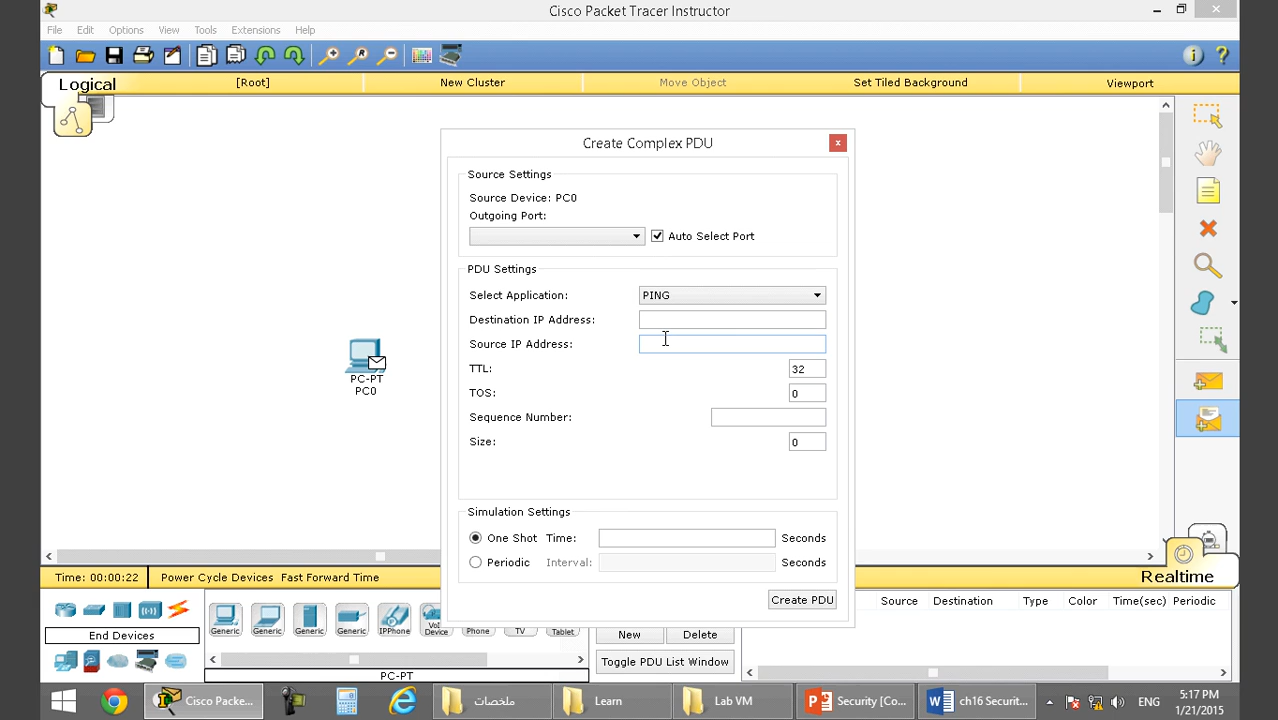 Cisco Packet Tracer Instructor
File Edit Options View Tools Extensions Help
Logical [Root] New Cluster Move Object Set Tiled Background Viewport
Create Complex PDU
Source Settings
Source Device: PC0
Outgoing Port:
Auto Select Port
PDU Settings
Select Application: PING
Destination IP Address:
Source IP Address:
TTL: 32
TOS: 0
Sequence Number:
Size: 0
PC-PT
PC0
Simulation Settings
One Shot Time: Seconds
Periodic Interval: Seconds
Create PDU
Time: 00:00:22 Power Cycle Devices Fast Forward Time
Realtime
Source Destination Type Color Time(sec) Periodic
Generic Generic Generic Generic IPPhone VoIP Device Phone TV Tablet
End Devices
New Delete
Toggle PDU List Window
PC-PT
Cisco Packe... ملخصات Learn Lab VM Security [Co... ch16 Securit... ENG
5:17 PM
1/21/2015